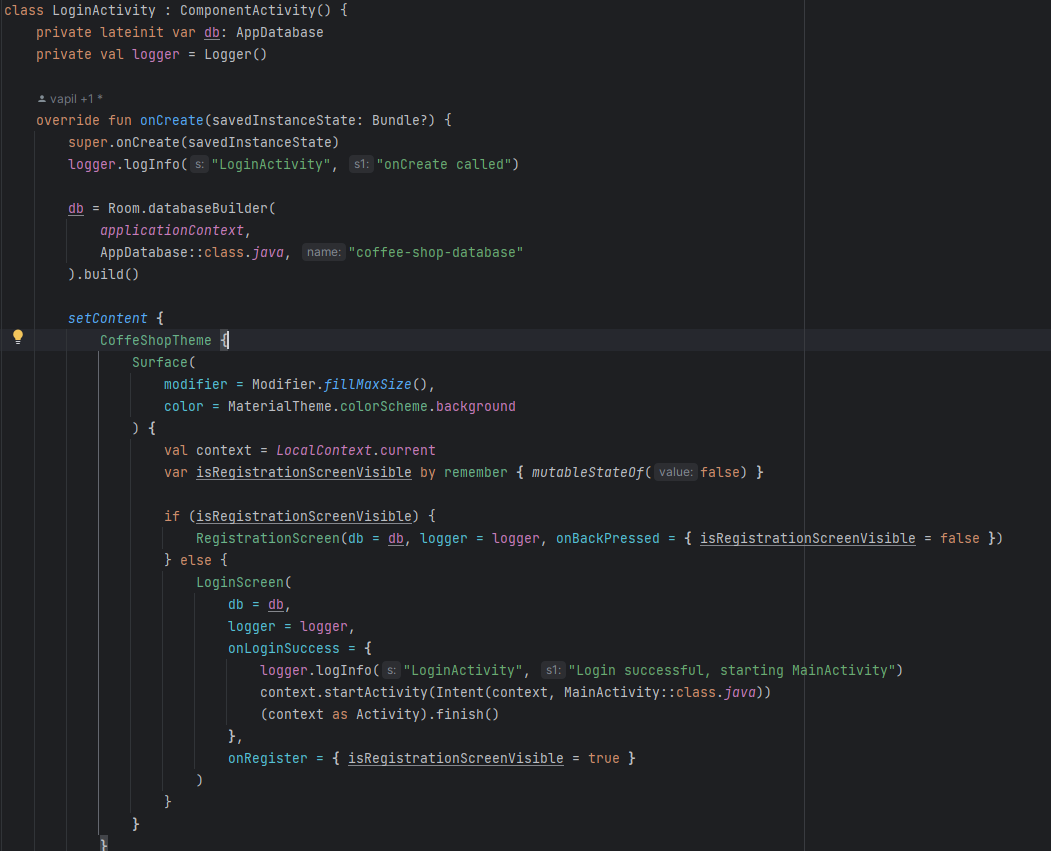 class LoginActivity : ComponentActivity() {
    private lateinit var db: AppDatabase
    private val logger = Logger()

    vapil +1 *
    override fun onCreate(savedInstanceState: Bundle?) {
        super.onCreate(savedInstanceState)
        logger.logInfo( s: "LoginActivity", s1: "onCreate called")

        db = Room.databaseBuilder(
            applicationContext,
            AppDatabase::class.java, name: "coffee-shop-database"
        ).build()

        setContent {
            CoffeShopTheme {
                Surface(
                    modifier = Modifier.fillMaxSize(),
                    color = MaterialTheme.colorScheme.background
                ) {
                    val context = LocalContext.current
                    var isRegistrationScreenVisible by remember { mutableStateOf( value: false) }

                    if (isRegistrationScreenVisible) {
                        RegistrationScreen(db = db, logger = logger, onBackPressed = { isRegistrationScreenVisible = false })
                    } else {
                        LoginScreen(
                            db = db,
                            logger = logger,
                            onLoginSuccess = {
                                logger.logInfo( s: "LoginActivity", s1: "Login successful, starting MainActivity")
                                context.startActivity(Intent(context, MainActivity::class.java))
                                (context as Activity).finish()
                            },
                            onRegister = { isRegistrationScreenVisible = true }
                        )
                    }
                }
            }